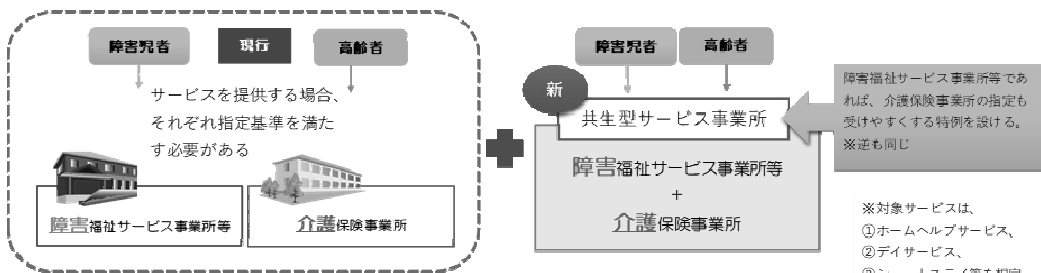 障害児者
現行
高齢者
サービスを提供する場合、
それぞれ指定基準を満た
す必要がある
障害福祉サービス事業所等
介護保険事業所
障害児者
高齢者
新
共生型サービス事業所
障害福祉サービス事業所等
+
介護保険事業所
障害福祉サービス事業所等であ
れば、介護保険事業所の指定も
受けやすくする特例を設ける。
※逆も同じ
※対象サービスは、
①ホームヘルプサービス、
②デイサービス、